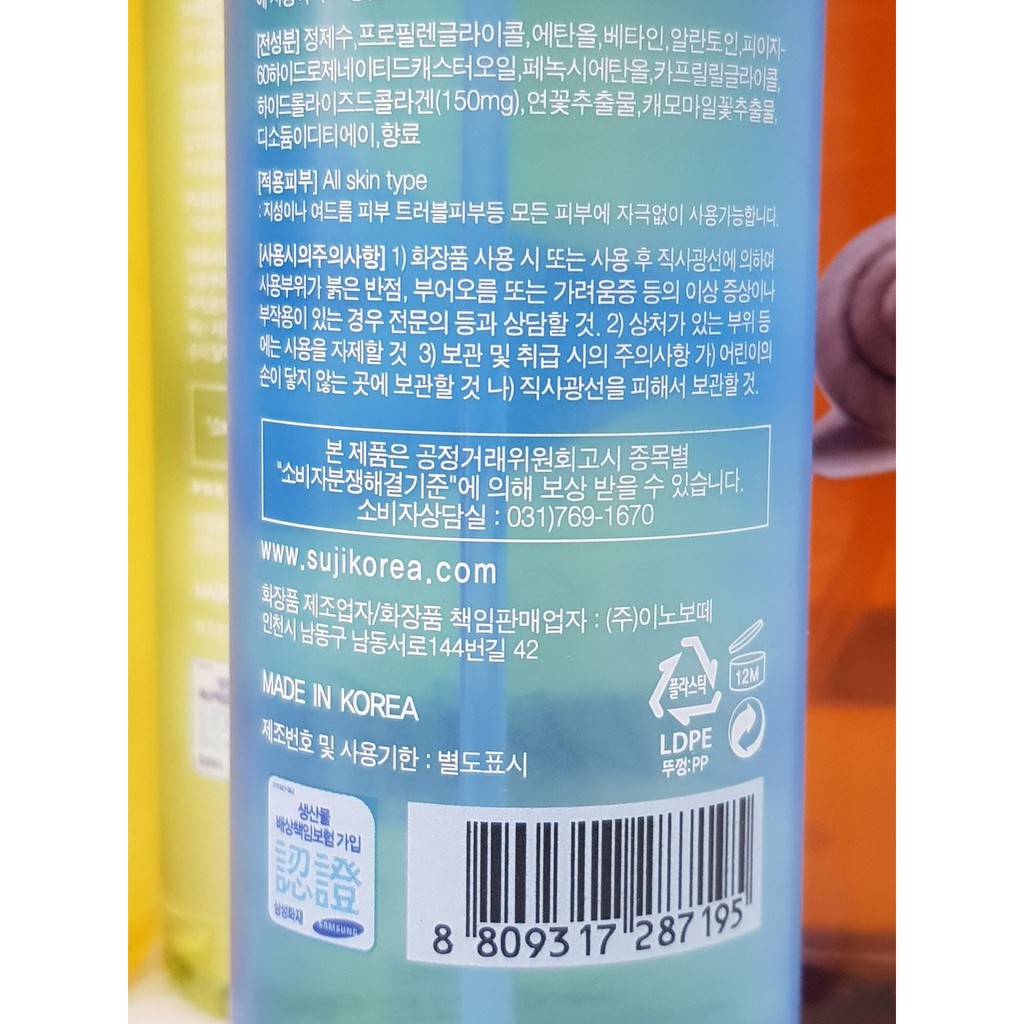 [전성분] 정제수,프로필렌글라이콜,에탄올,베타인,알란토인,피이지-
60하이드로제네이티드캐스터오일,페녹시에탄올,카프릴릴글라이콜,
하이드롤라이즈드콜라겐(150mg),연꽃추출물,캐모마일꽃추출물,
디소듐이디티에이,향료
[적용피부] All skin type
: 지성이나 여드름 피부 트러블피부등 모든 피부에 자극없이 사용가능합니다.
[사용시의주의사항] 1) 화장품 사용 시 또는 사용 후 직사광선에 의하여
사용부위가 붉은 반점, 부어오름 또는 가려움증 등의 이상 증상이나
부작용이 있는 경우 전문의 등과 상담할 것. 2) 상처가 있는 부위 등
에는 사용을 자제할 것 3) 보관 및 취급 시의 주의사항 가) 어린이의
손이 닿지 않는 곳에 보관할 것 나) 직사광선을 피해서 보관할 것.
본 제품은 공정거래위원회고시 종목별
"소비자분쟁해결기준"에 의해 보상 받을 수 있습니다.
소비자상담실 : 031)769-1670
www.sujikorea.com
화장품 제조업자/화장품 책임판매업자 : (주)이노보떼
인천시 남동구 남동서로144번길 42
MADE IN KOREA
제조번호 및 사용기한 : 별도표시
플라스틱
LDPE
뚜껑:PP
12M
생산물
배상책임보험 가입
認證
삼성화재
SAMSUNG
8 809317 287195